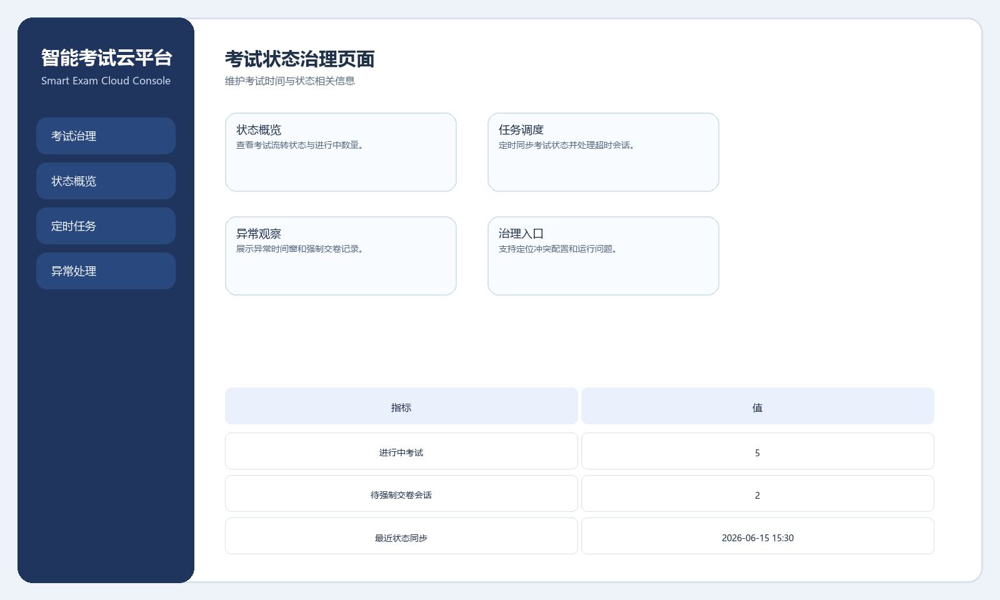 智能考试云平台
Smart Exam Cloud Console
考试治理
状态概览
定时任务
异常处理
考试状态治理页面
维护考试时间与状态相关信息
状态概览
查看考试流转状态与进行中数量。
任务调度
定时同步考试状态并处理超时会话。
异常观察
展示异常时间窗和强制交卷记录。
治理入口
支持定位冲突配置和运行问题。
指标 值
进行中考试 5
待强制交卷会话 2
最近状态同步 2026-06-15 15:30